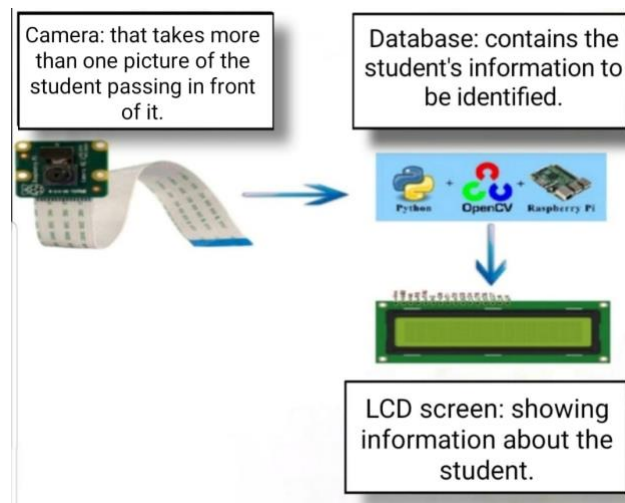 Camera: that takes more
than one picture of the
student passing in front
of it.
Database: contains the
student's information to
be identified.
Python + OpenCV + Raspberry Pi
LCD screen: showing
information about the
student.